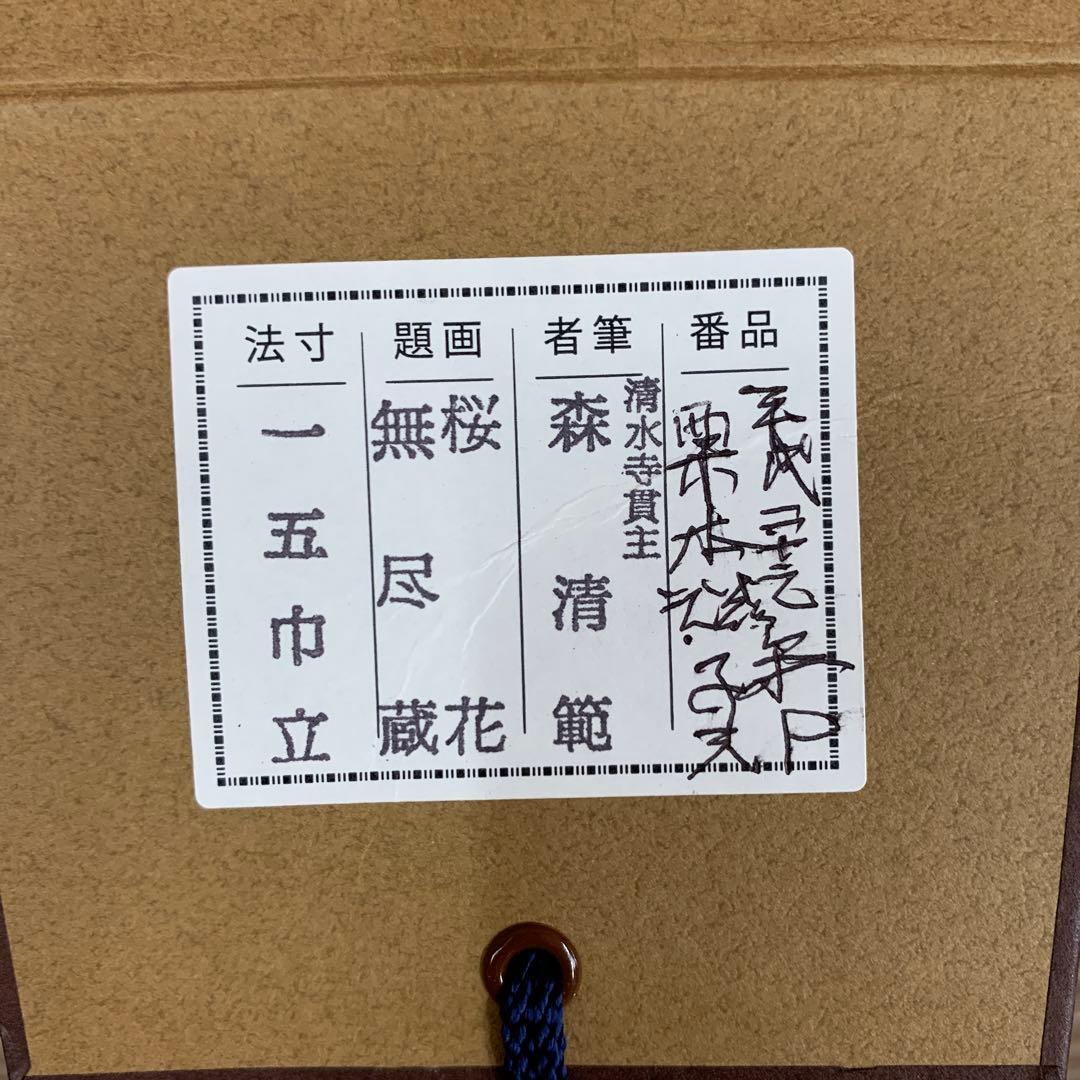 品番
筆者
清水寺貫主
森清範
画題
桜花
無尽蔵
寸法
一五巾立